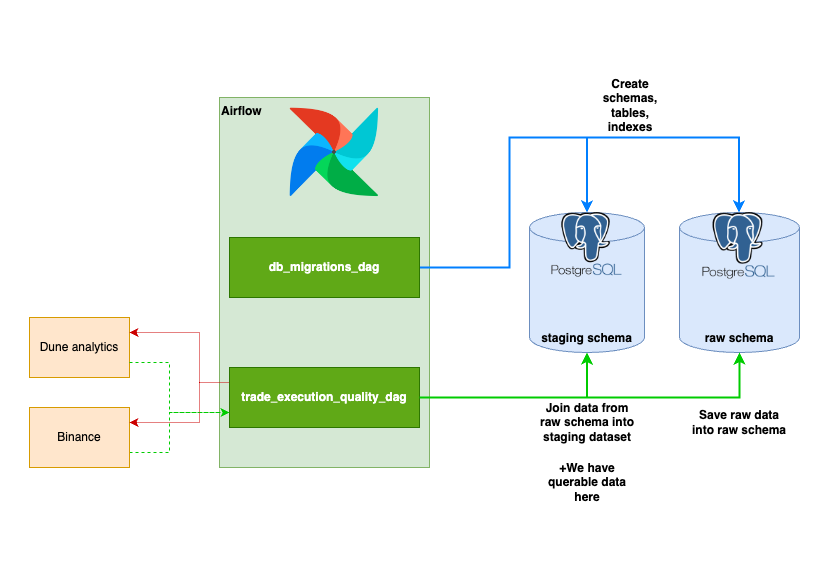 Create
schemas,
tables,
indexes
Airflow
db_migrations_dag
PostgreSQL
staging schema
PostgreSQL
raw schema
Dune analytics
Binance
trade_execution_quality_dag
Join data from
raw schema into
staging dataset
+We have
querable data
here
Save raw data
into raw schema